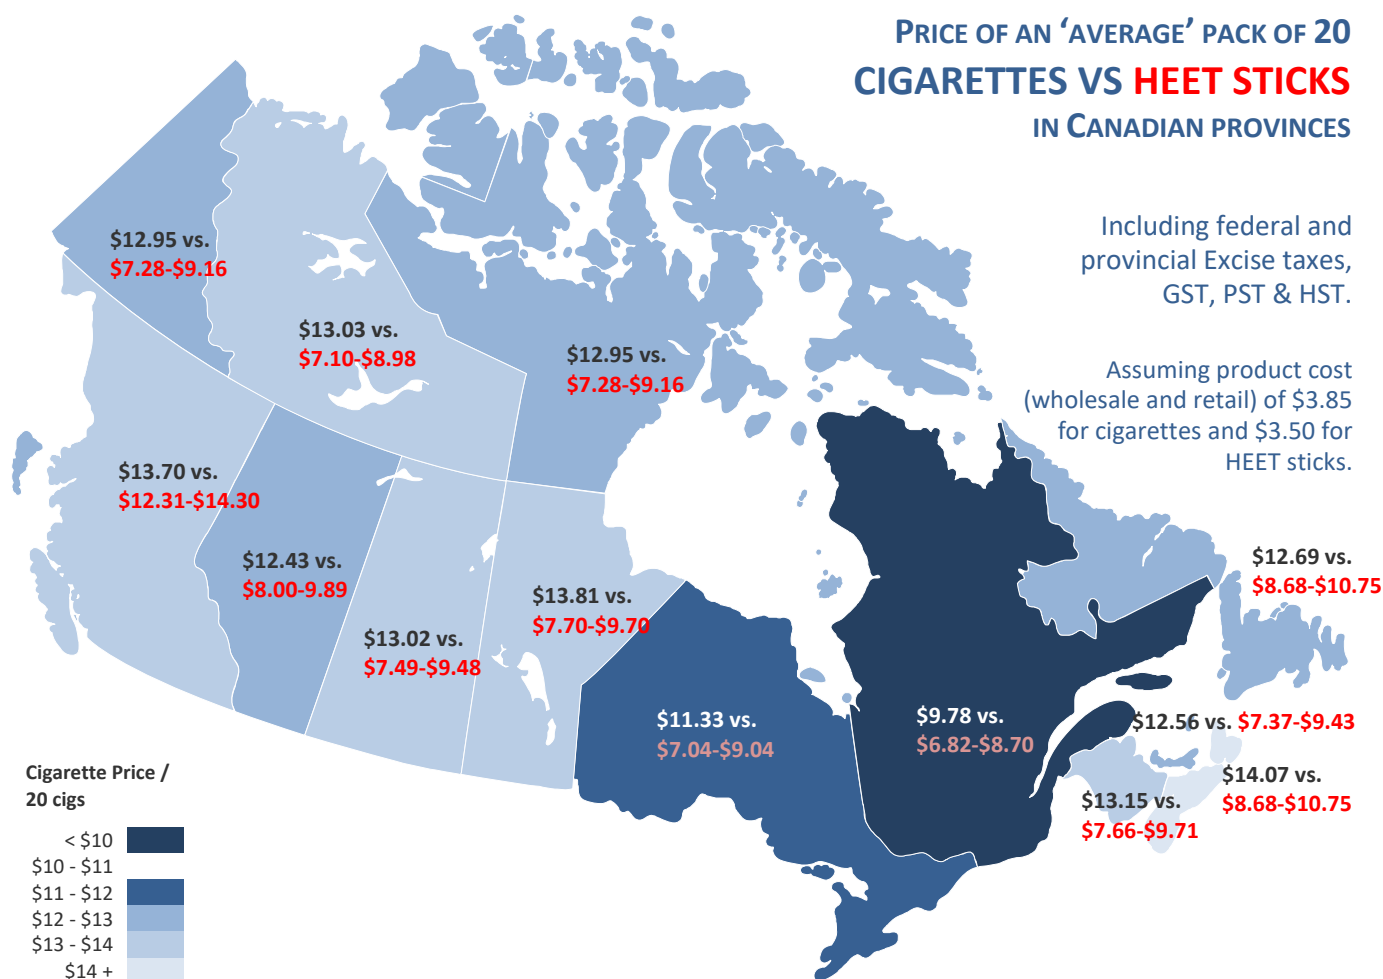 PRICE OF AN ‘AVERAGE’ PACK OF 20
CIGARETTES VS HEET STICKS
IN CANADIAN PROVINCES
Including federal and
provincial Excise taxes,
GST, PST & HST.
Assuming product cost
(wholesale and retail) of $3.85
for cigarettes and $3.50 for
HEET sticks.
$12.95 vs.
$7.28-$9.16
$13.03 vs.
$7.10-$8.98
$12.95 vs.
$7.28-$9.16
$13.70 vs.
$12.31-$14.30
$12.43 vs.
$8.00-9.89
$13.02 vs.
$7.49-$9.48
$13.81 vs.
$7.70-$9.70
$11.33 vs.
$7.04-$9.04
$9.78 vs.
$6.82-$8.70
$12.69 vs.
$8.68-$10.75
$12.56 vs. $7.37-$9.43
$14.07 vs.
$8.68-$10.75
$13.15 vs.
$7.66-$9.71
Cigarette Price /
20 cigs
< $10
$10 - $11
$11 - $12
$12 - $13
$13 - $14
$14 +